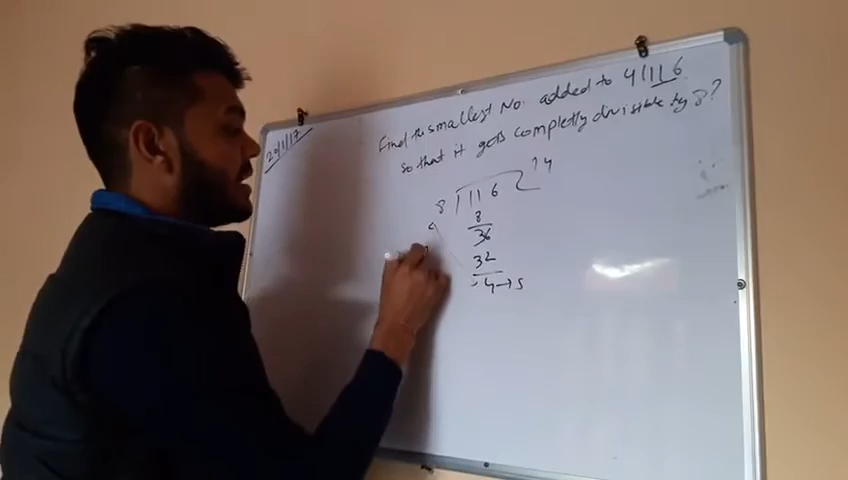 20/1/17
Find the smallest No. added to 41116
so that it gets completly divisible by 8?
8 | 116 14
8
36
32
4 → 5